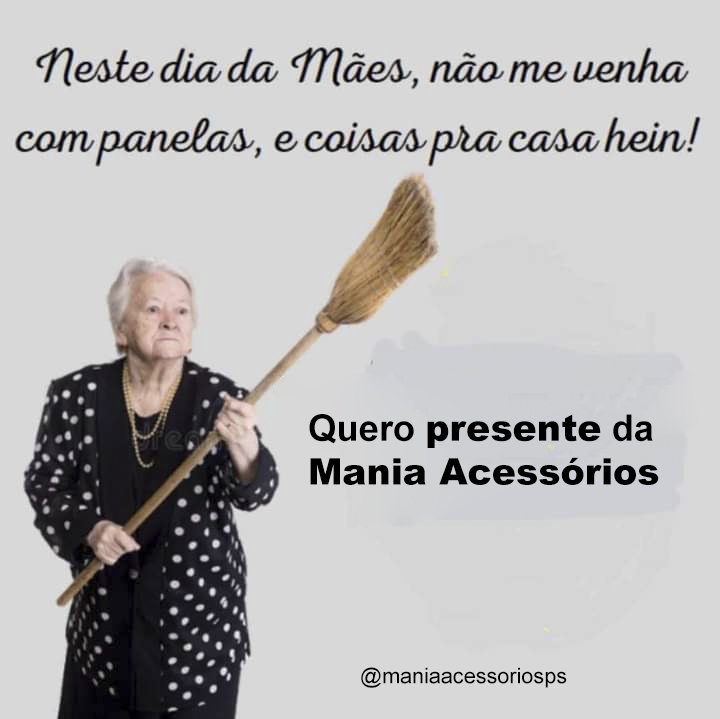 Neste dia da Mães, não me venha
com panelas, e coisas pra casa hein!
Quero presente da
Mania Acessórios
@maniaacessoriosps